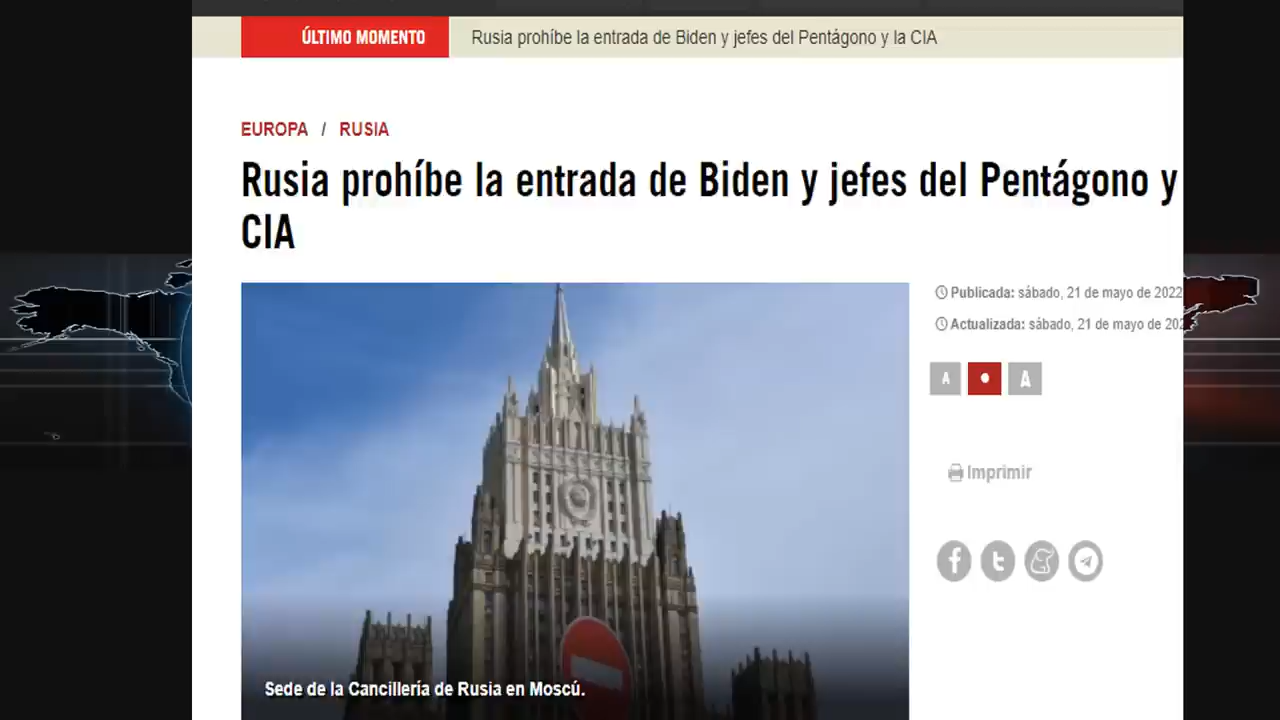 ÚLTIMO MOMENTO
Rusia prohíbe la entrada de Biden y jefes del Pentágono y la CIA
EUROPA / RUSIA
Rusia prohíbe la entrada de Biden y jefes del Pentágono y
CIA
Publicada: sábado, 21 de mayo de 2022
Actualizada: sábado, 21 de mayo de
A A
Imprimir
Sede de la Cancillería de Rusia en Moscú.